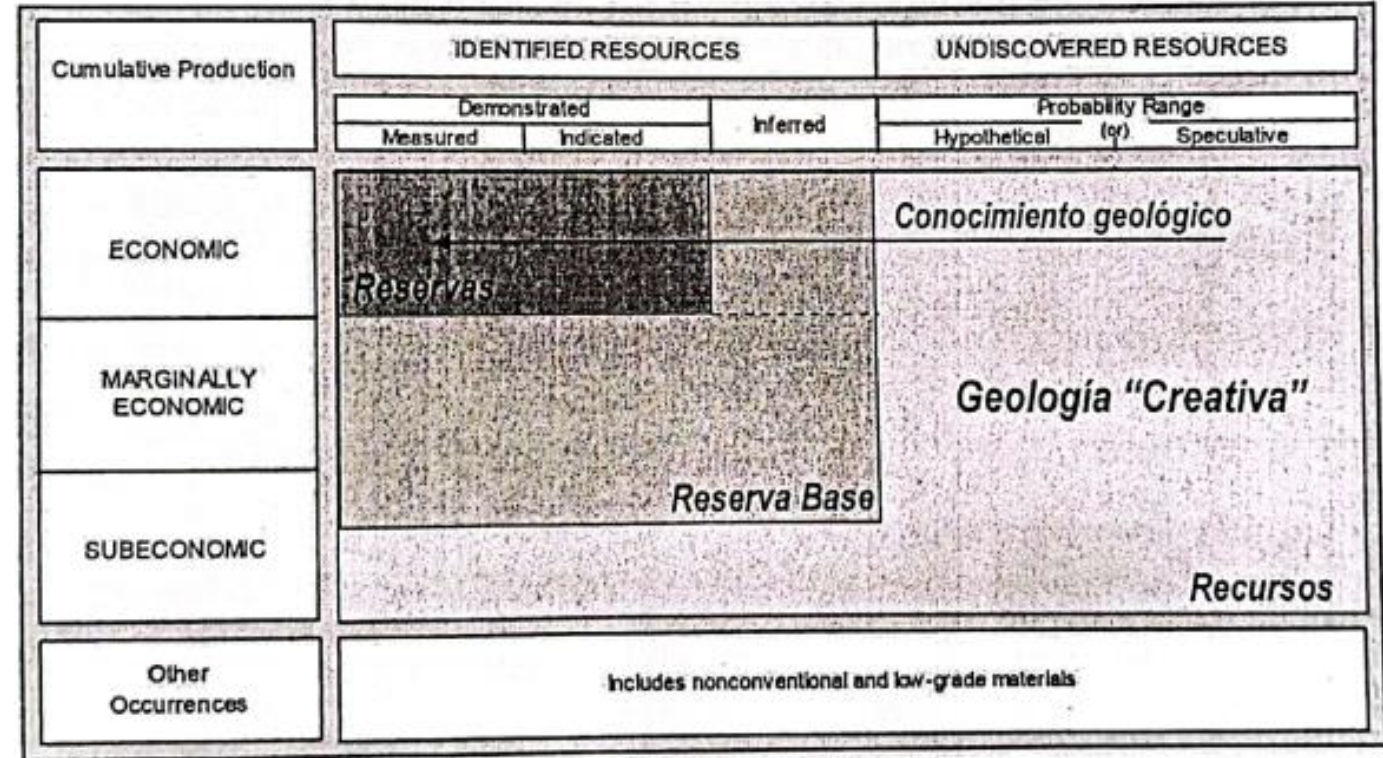 Cumulative Production
IDENTIFIED RESOURCES
UNDISCOVERED RESOURCES
Demonstrated
Measured
Indicated
Inferred
Probability Range
Hypothetical
(or)
Speculative
ECONOMIC
Conocimiento geológico
Reservas
MARGINALLY
ECONOMIC
Geología “Creativa”
Reserva Base
SUBECONOMIC
Recursos
Other
Occurrences
Includes nonconventional and low-grade materials